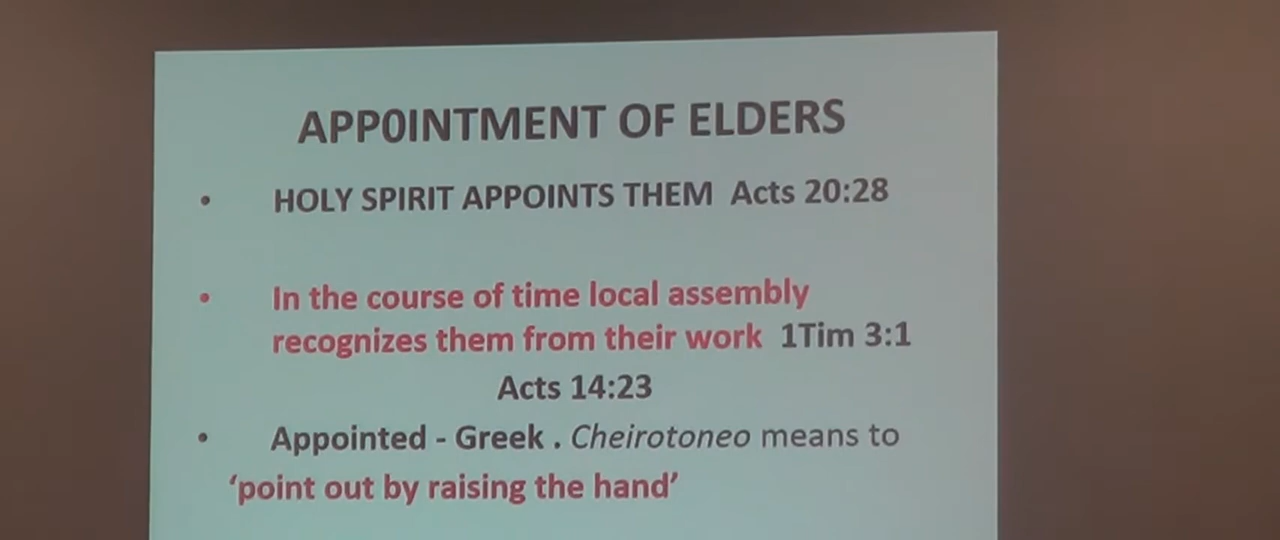 APP0INTMENT OF ELDERS
• HOLY SPIRIT APPOINTS THEM Acts 20:28
• In the course of time local assembly
recognizes them from their work 1Tim 3:1
Acts 14:23
• Appointed - Greek . Cheirotoneo means to
‘point out by raising the hand’